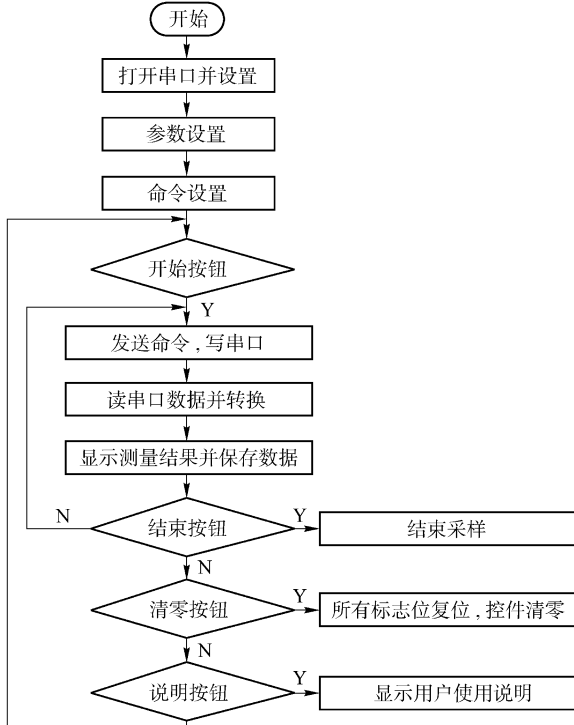 开始
打开串口并设置
参数设置
命令设置
开始按钮
Y
发送命令,写串口
读串口数据并转换
显示测量结果并保存数据
N
结束按钮
Y
结束采样
N
清零按钮
Y
所有标志位复位,控件清零
N
说明按钮
Y
显示用户使用说明